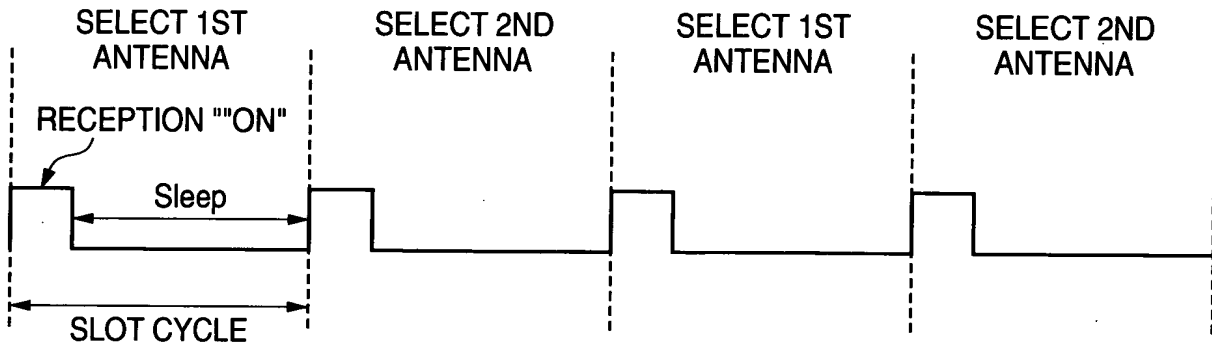 SELECT 1ST
ANTENNA
SELECT 2ND
ANTENNA
SELECT 1ST
ANTENNA
SELECT 2ND
ANTENNA
RECEPTION ""ON"
Sleep
SLOT CYCLE